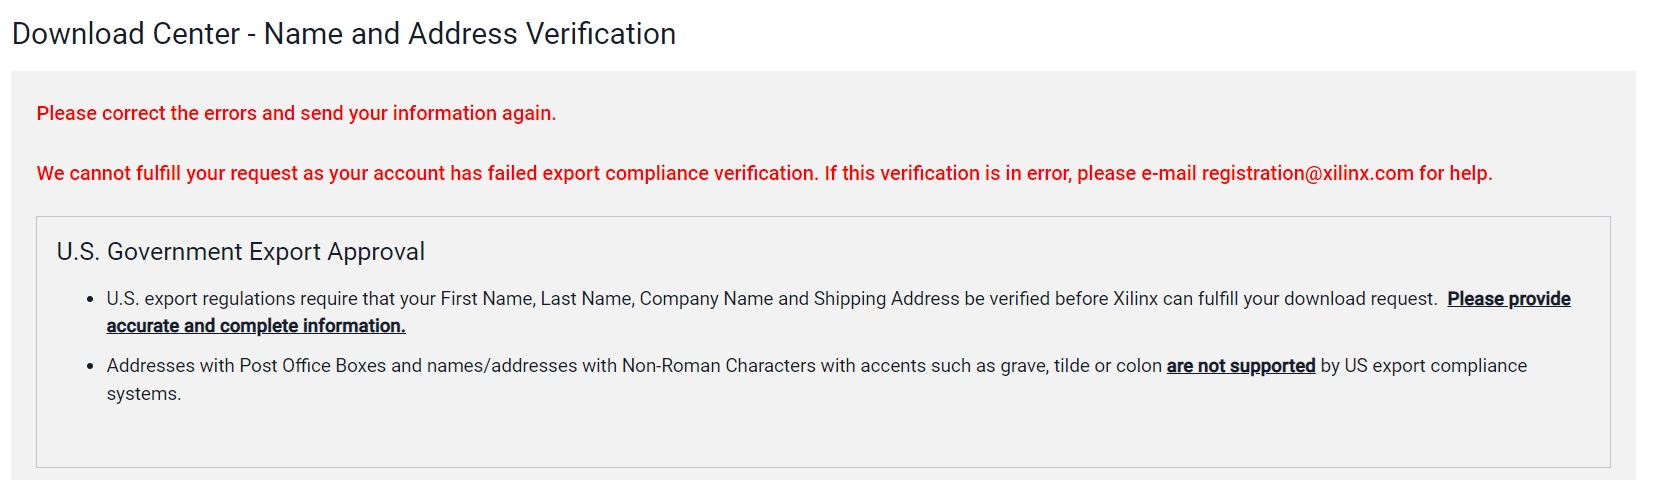 Download Center - Name and Address Verification
Please correct the errors and send your information again.
We cannot fulfill your request as your account has failed export compliance verification. If this verification is in error, please e-mail registration@xilinx.com for help.
U.S. Government Export Approval
• U.S. export regulations require that your First Name, Last Name, Company Name and Shipping Address be verified before Xilinx can fulfill your download request. Please provide
accurate and complete information.
• Addresses with Post Office Boxes and names/addresses with Non-Roman Characters with accents such as grave, tilde or colon are not supported by US export compliance
systems.